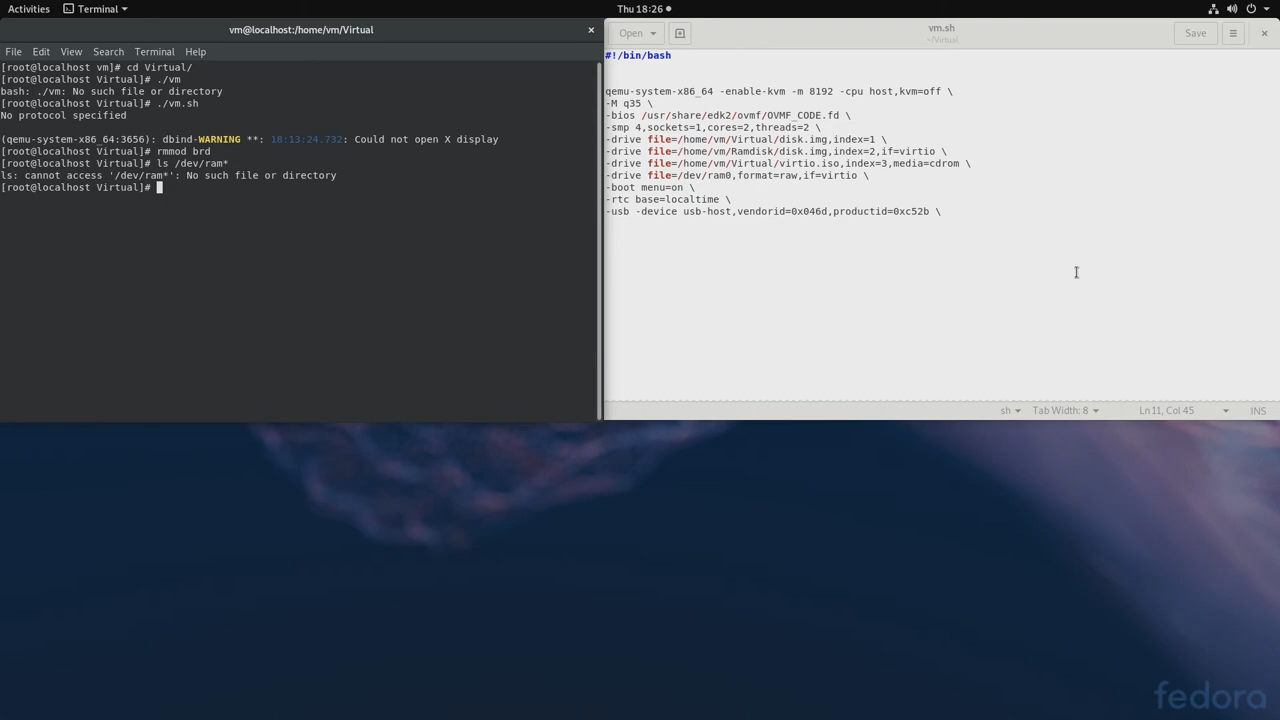 Activities
Terminal
Thu 18:26
vm@localhost:/home/vm/Virtual
File Edit View Search Terminal Help
[root@localhost vm]# cd Virtual/
[root@localhost Virtual]# ./vm
bash: ./vm: No such file or directory
[root@localhost Virtual]# ./vm.sh
No protocol specified
(qemu-system-x86_64:3656): dbind-WARNING **: 18:13:24.732: Could not open X display
[root@localhost Virtual]# rmmod brd
[root@localhost Virtual]# ls /dev/ram*
ls: cannot access '/dev/ram*': No such file or directory
[root@localhost Virtual]#
Open
vm.sh
~/Virtual
Save
#!/bin/bash
qemu-system-x86_64 -enable-kvm -m 8192 -cpu host,kvm=off \
-M q35 \
-bios /usr/share/edk2/ovmf/OVMF_CODE.fd \
-smp 4,sockets=1,cores=2,threads=2 \
-drive file=/home/vm/Virtual/disk.img,index=1 \
-drive file=/home/vm/Ramdisk/disk.img,index=2,if=virtio \
-drive file=/home/vm/Virtual/virtio.iso,index=3,media=cdrom \
-drive file=/dev/ram0,format=raw,if=virtio \
-boot menu=on \
-rtc base=localtime \
-usb -device usb-host,vendorid=0x046d,productid=0xc52b \
sh
Tab Width: 8
Ln 11, Col 45
INS
fedora